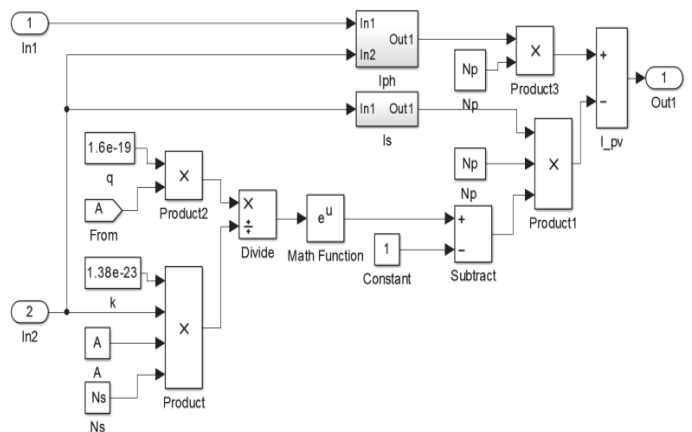 1
In1
In1
In2
Out1
Iph
Np
Np
×
Product3
+
−
I_pv
1
Out1
In1
Out1
Is
Np
Np
×
Product1
1.6e-19
q
A
From
×
Product2
×
÷
Divide
e^u
Math Function
1
Constant
+
−
Subtract
1.38e-23
k
2
In2
A
A
Ns
Ns
×
Product